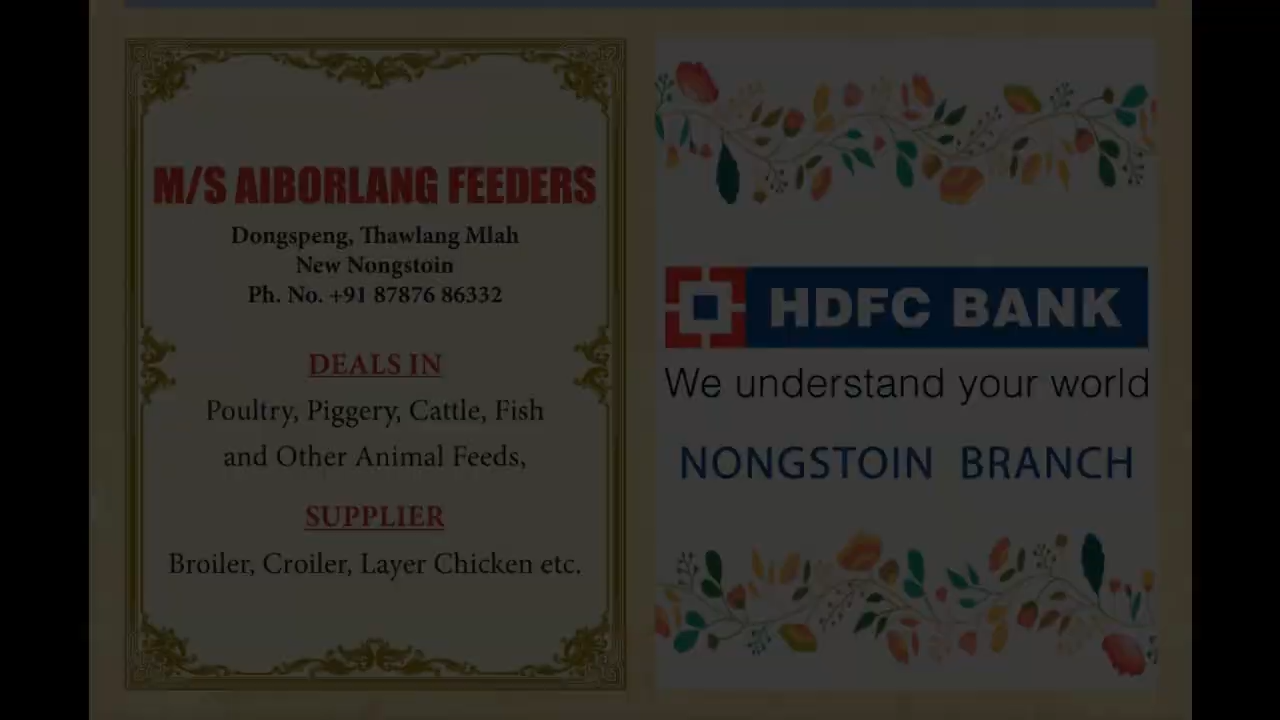 M/S AIBORLANG FEEDERS
Dongspeng, Thawlang Mlah
New Nongstoin
Ph. No. +91 87876 86332
DEALS IN
Poultry, Piggery, Cattle, Fish
and Other Animal Feeds,
SUPPLIER
Broiler, Croiler, Layer Chicken etc.
HDFC BANK
We understand your world
NONGSTOIN BRANCH